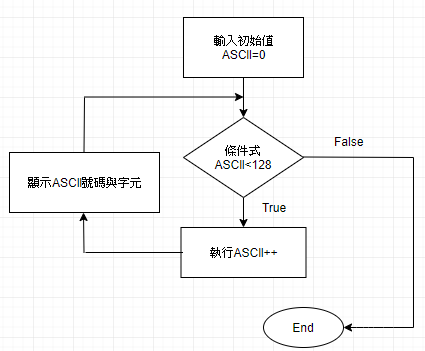 輸入初始值
ASCII=0
條件式
ASCII<128
False
顯示ASCII號碼與字元
True
執行ASCII++
End